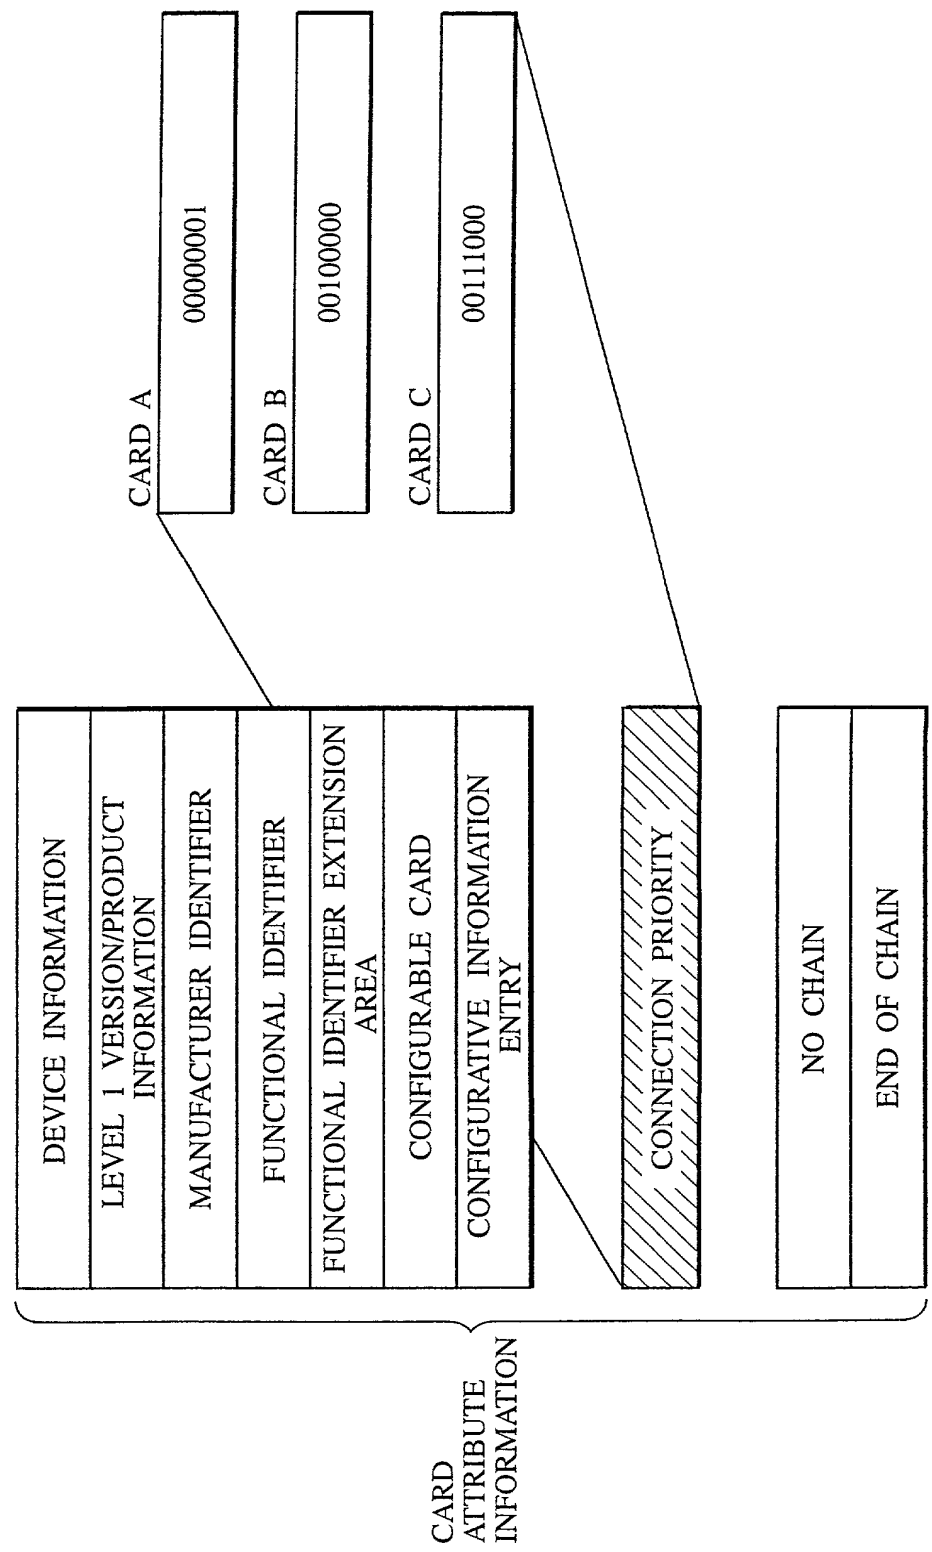 CARD
ATTRIBUTE
INFORMATION
DEVICE INFORMATION
LEVEL 1 VERSION/PRODUCT
INFORMATION
MANUFACTURER IDENTIFIER
FUNCTIONAL IDENTIFIER
FUNCTIONAL IDENTIFIER EXTENSION
AREA
CONFIGURABLE CARD
CONFIGURATIVE INFORMATION
ENTRY
CONNECTION PRIORITY
NO CHAIN
END OF CHAIN
CARD A
00000001
CARD B
00100000
CARD C
00111000